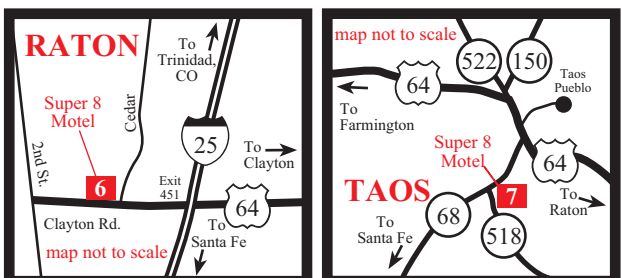 RATON
To
Trinidad,
CO
Super 8
Motel
Cedar
2nd St.
25
To
Clayton
6
Exit
451
64
Clayton Rd.
To
Santa Fe
map not to scale
map not to scale
522
150
Taos
Pueblo
64
To
Farmington
Super 8
Motel
64
TAOS
7
To
Raton
68
To
Santa Fe
518